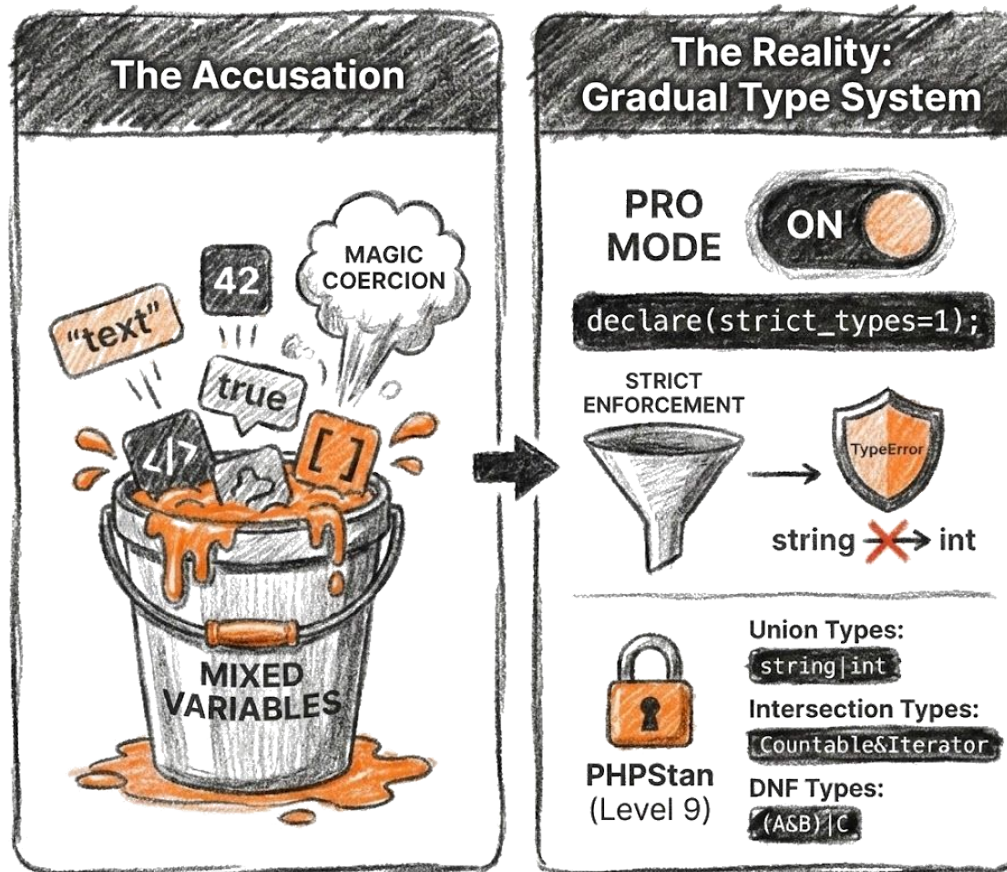 The Accusation
"text"
42
MAGIC
COERCION
true
</>
[ ]
MIXED
VARIABLES
The Reality:
Gradual Type System
PRO
MODE
ON
declare(strict_types=1);
STRICT
ENFORCEMENT
TypeError
string → int
PHPStan
(Level 9)
Union Types:
string|int
Intersection Types:
Countable&Iterator
DNF Types:
(A&B)|C